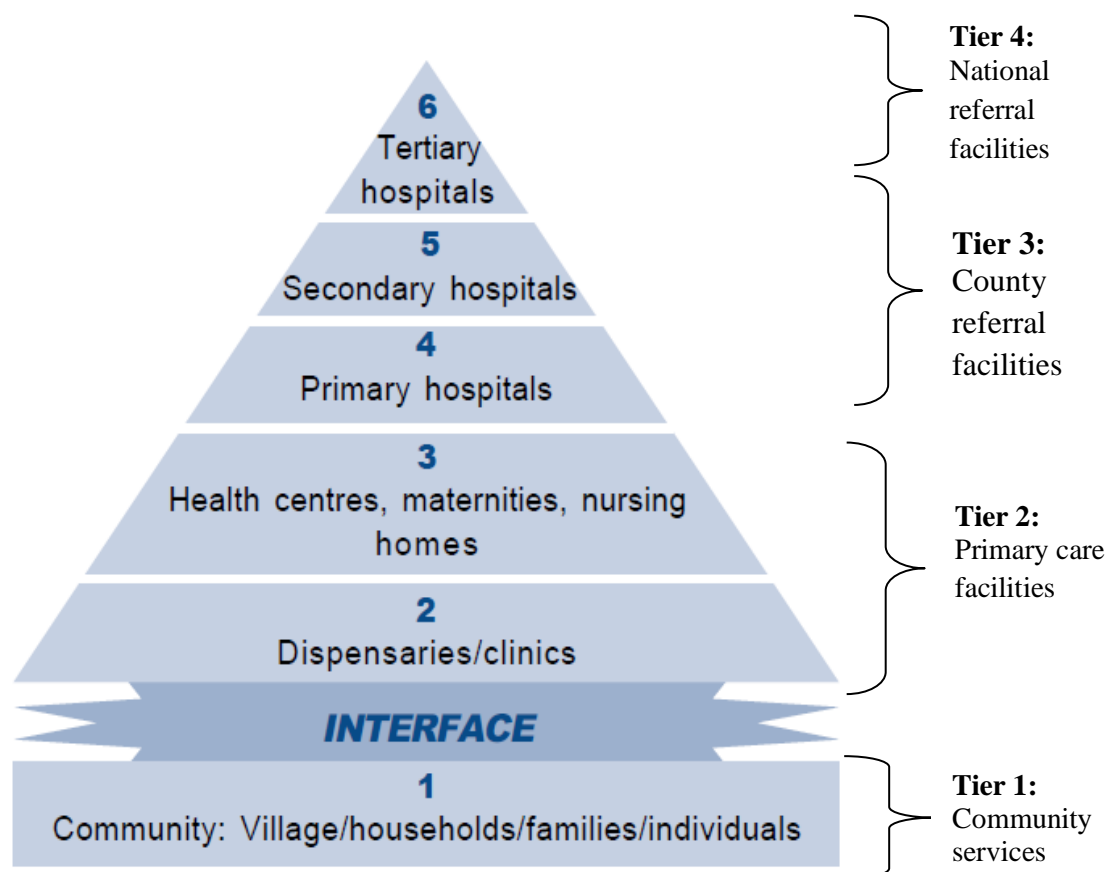 6
Tertiary
hospitals
5
Secondary hospitals
4
Primary hospitals
3
Health centres, maternities, nursing
homes
2
Dispensaries/clinics
INTERFACE
1
Community: Village/households/families/individuals
Tier 4:
National
referral
facilities
Tier 3:
County
referral
facilities
Tier 2:
Primary care
facilities
Tier 1:
Community
services